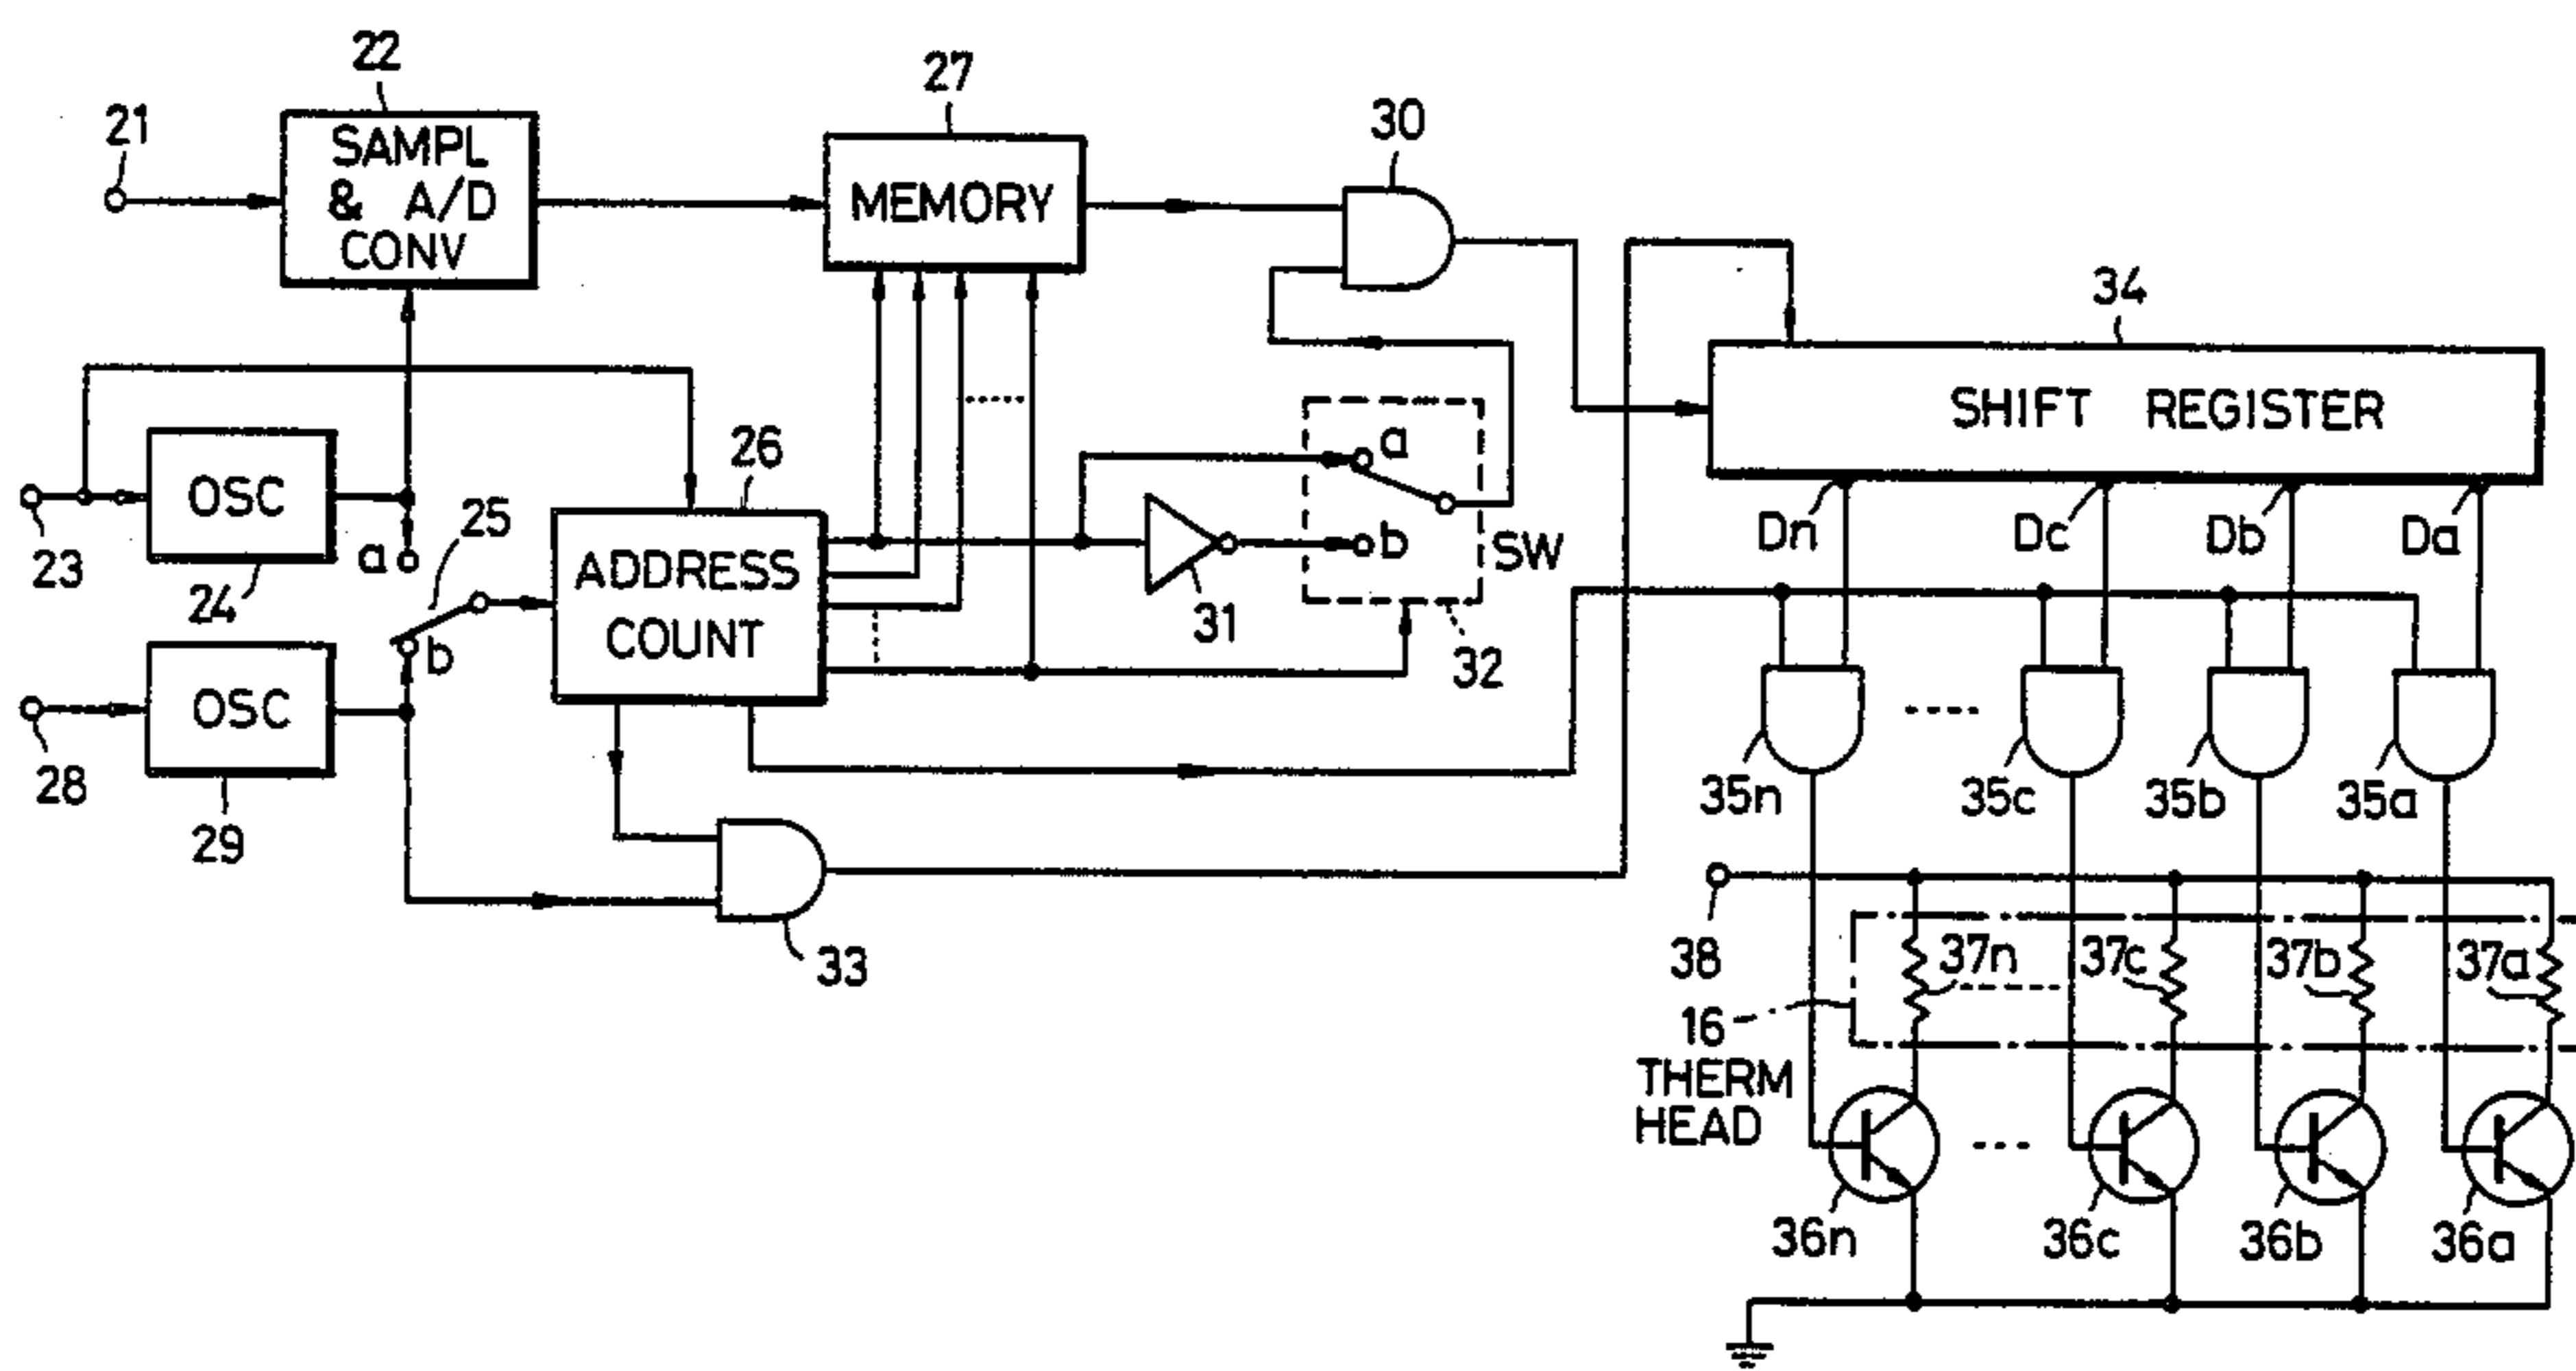 22
27
30
21
SAMPL
& A/D
CONV
MEMORY
34
SHIFT REGISTER
26
25
OSC
a
23
24
ADDRESS
COUNT
a
b
SW
31
32
Dn
Dc
Db
Da
b
OSC
28
29
35n
35c
35b
35a
33
38
37n
37c
37b
37a
16
THERM
HEAD
36n
36c
36b
36a